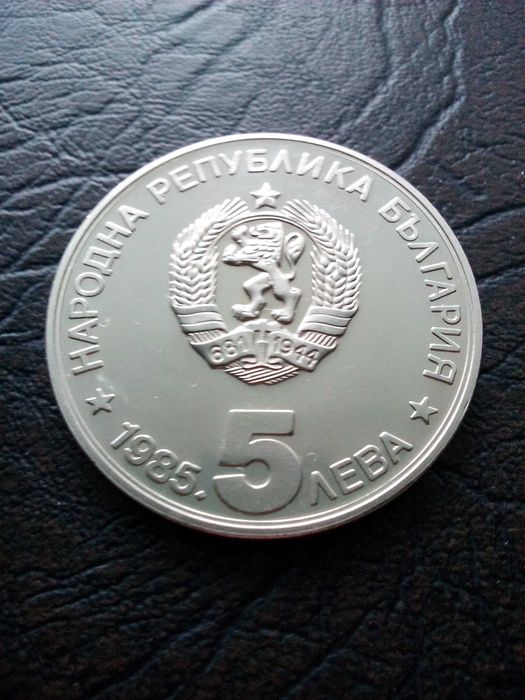 НАРОДНА РЕПУБЛИКА БЪЛГАРИЯ
681 1944
5
1985. ЛЕВА